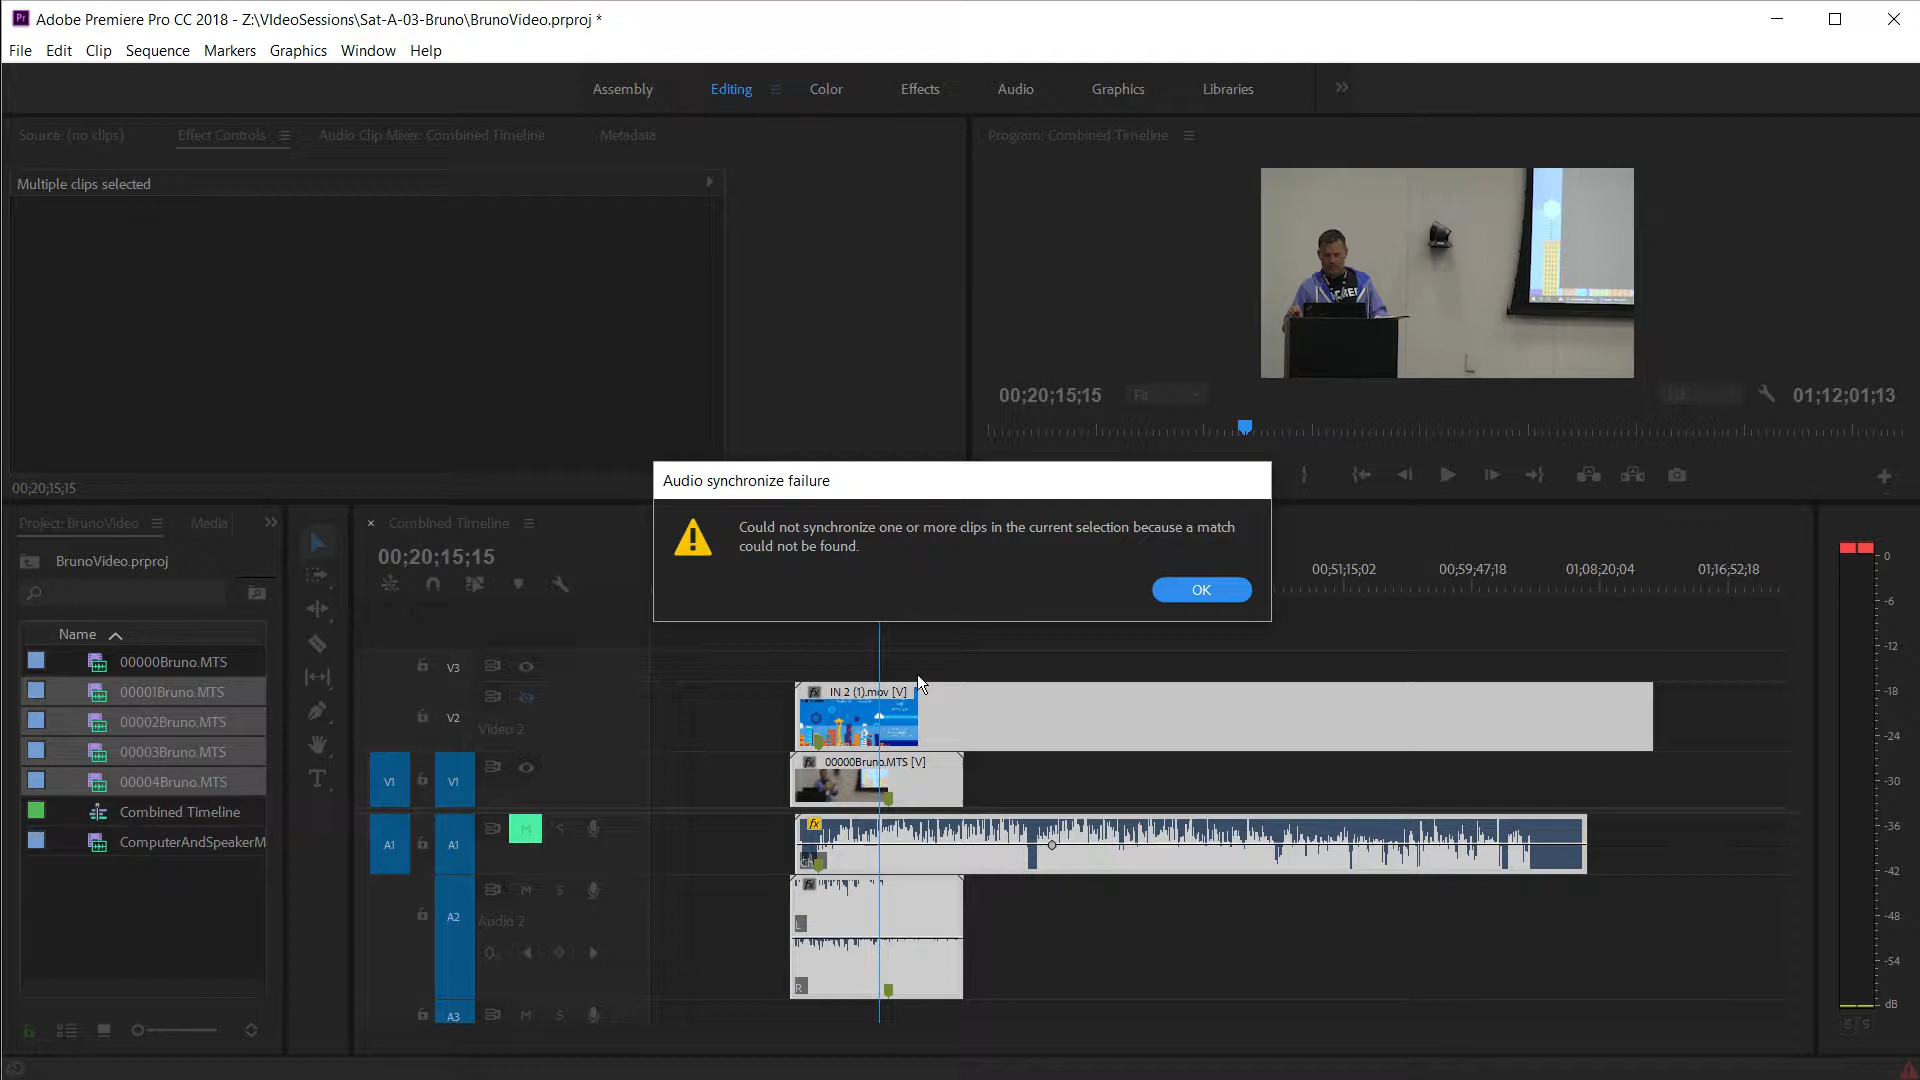 Adobe Premiere Pro CC 2018 - Z:\VIdeoSessions\Sat-A-03-Bruno\BrunoVideo.prproj *
File Edit Clip Sequence Markers Graphics Window Help
Assembly Editing Color Effects Audio Graphics Libraries
Source: (no clips) Effect Controls Audio Clip Mixer: Combined Timeline Metadata
Program: Combined Timeline
Multiple clips selected
00;20;15;15 Fit 01;12;01;13
00;20;15;15
Audio synchronize failure
Could not synchronize one or more clips in the current selection because a match
could not be found.
OK
Project: BrunoVideo Media
BrunoVideo.prproj
Name
00000Bruno.MTS
00001Bruno.MTS
00002Bruno.MTS
00003Bruno.MTS
00004Bruno.MTS
Combined Timeline
ComputerAndSpeakerM
Combined Timeline
00;20;15;15
00;51;15;02 00;59;47;18 01;08;20;04 01;16;52;18
V3
fx IN 2 (1).mov [V]
V2
Video 2
V1 V1
fx 00000Bruno.MTS [V]
A1 A1 M S
fx
Ch
A2 M S
Audio 2
fx
L
R
A3 M S
0
-6
-12
-18
-24
-30
-36
-42
-48
-54
dB
S S